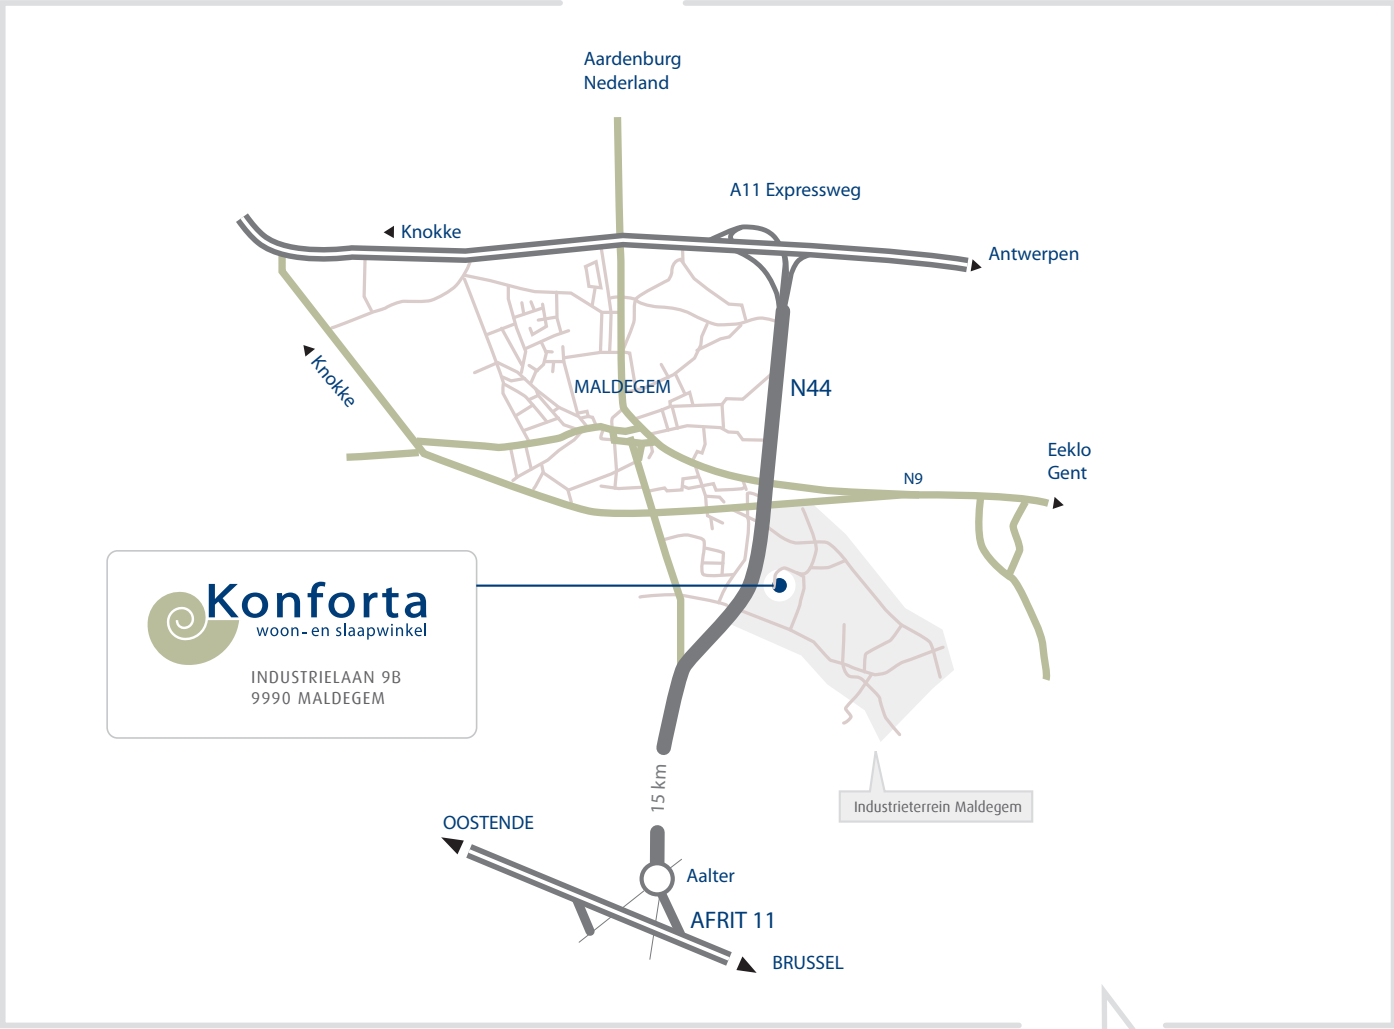 Aardenburg
Nederland
A11 Expressweg
Knokke
Antwerpen
Knokke
MALDEGEM
N44
Eeklo
Gent
N9
Konforta
woon-en slaapwinkel
INDUSTRIELAAN 9B
9990 MALDEGEM
15 km
Industrieterrein Maldegem
OOSTENDE
Aalter
AFRIT 11
BRUSSEL